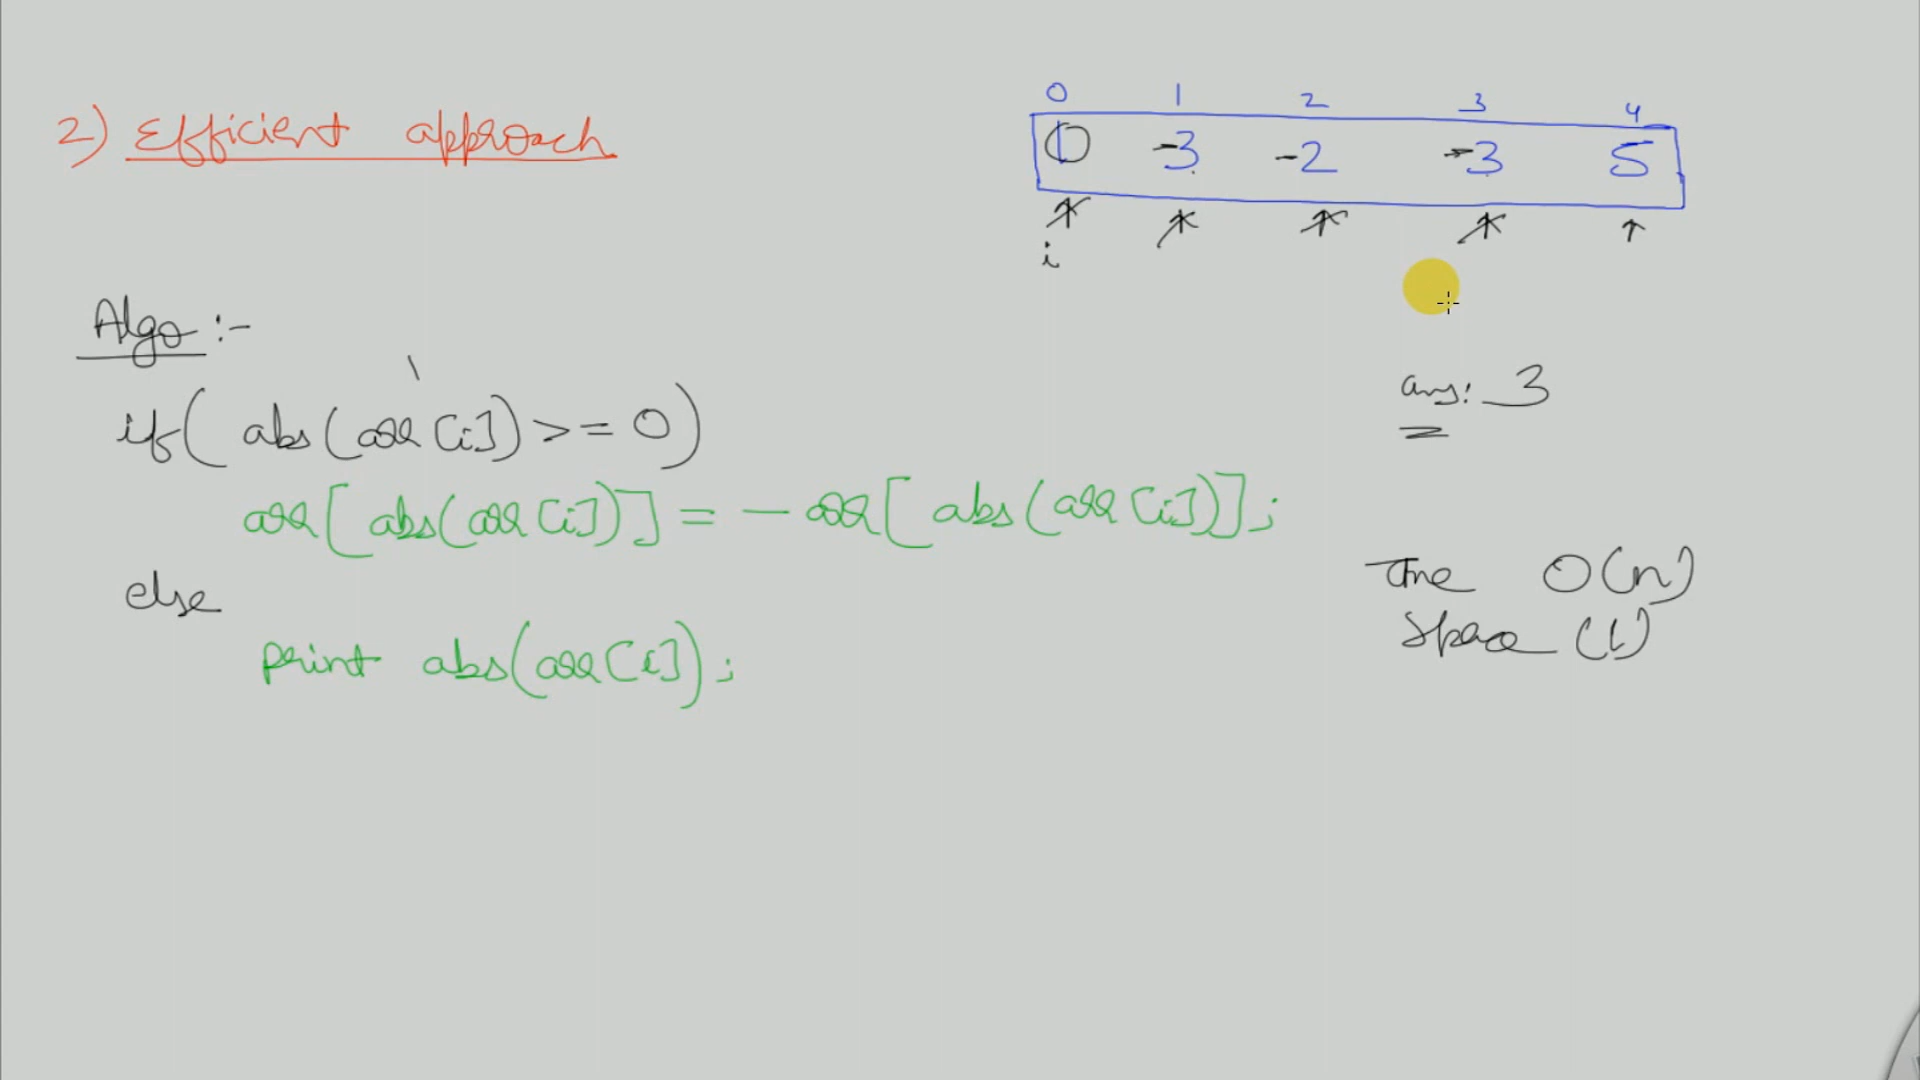 2) Efficient approach
0 1 2 3 4
-3 -2 -3 5
i
Algo :-
ans: 3
if( abs(arr[i]) >= 0)
arr[abs(arr[i])] = -arr[abs(arr[i])];
else
Time O(n)
Space (1)
print abs(arr[i]);